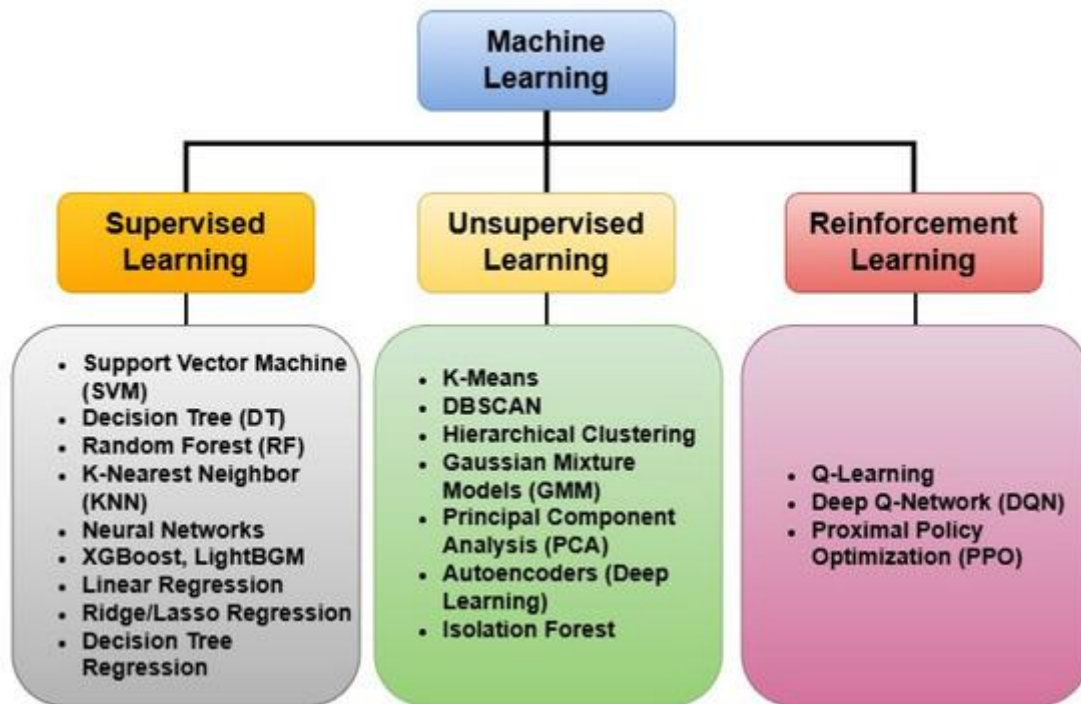 Machine
Learning
Supervised
Learning
Unsupervised
Learning
Reinforcement
Learning
• Support Vector Machine
(SVM)
• Decision Tree (DT)
• Random Forest (RF)
• K-Nearest Neighbor
(KNN)
• Neural Networks
• XGBoost, LightBGM
• Linear Regression
• Ridge/Lasso Regression
• Decision Tree
Regression
• K-Means
• DBSCAN
• Hierarchical Clustering
• Gaussian Mixture
Models (GMM)
• Principal Component
Analysis (PCA)
• Autoencoders (Deep
Learning)
• Isolation Forest
• Q-Learning
• Deep Q-Network (DQN)
• Proximal Policy
Optimization (PPO)